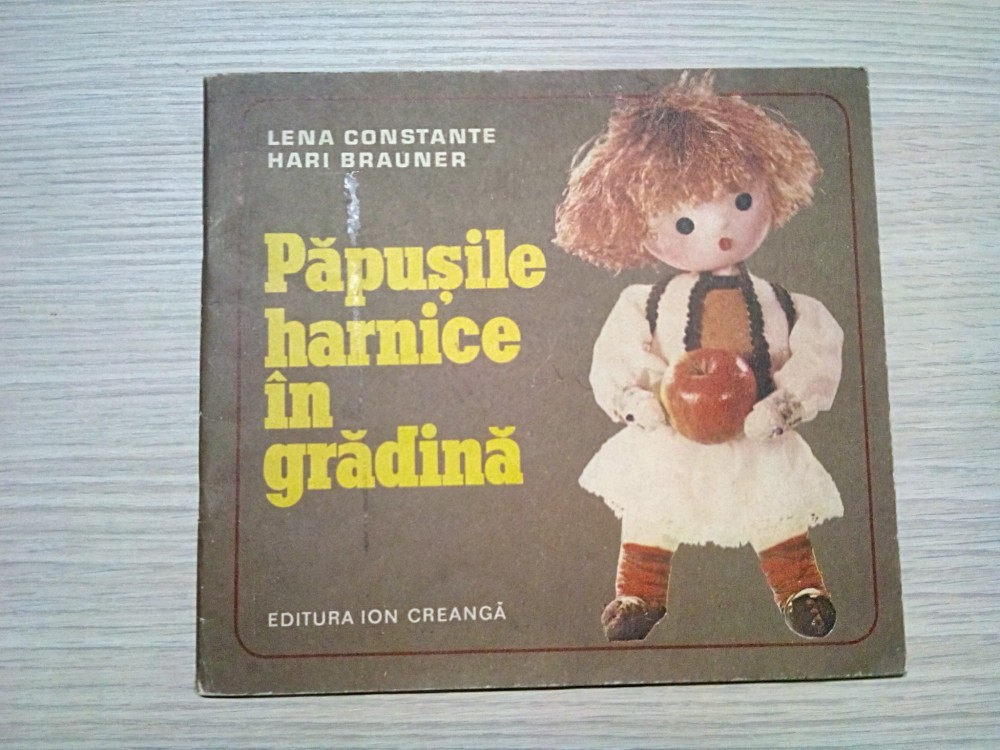 LENA CONSTANTE
HARI BRAUNER
Păpușile
harnice
în
grădină
EDITURA ION CREANGĂ